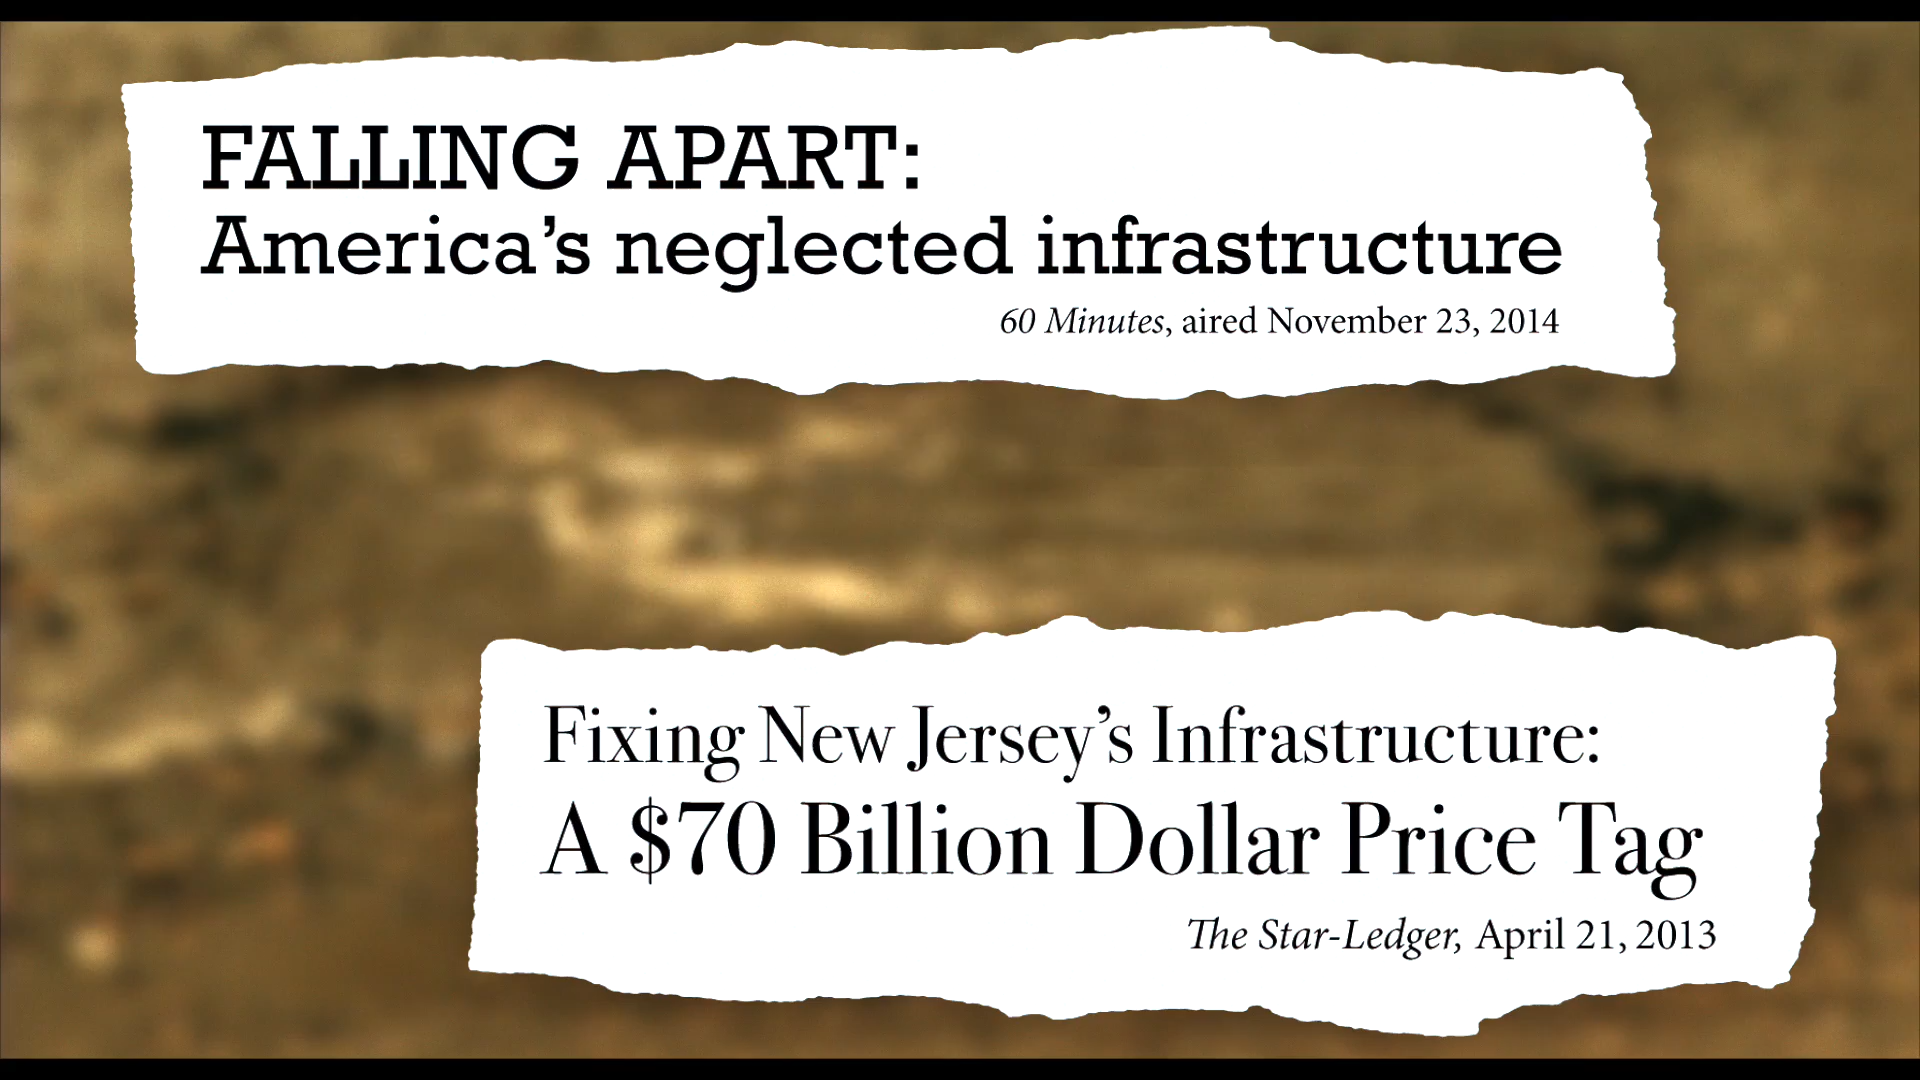 FALLING APART:
America’s neglected infrastructure
60 Minutes, aired November 23, 2014
Fixing New Jersey’s Infrastructure:
A $70 Billion Dollar Price Tag
The Star-Ledger, April 21, 2013